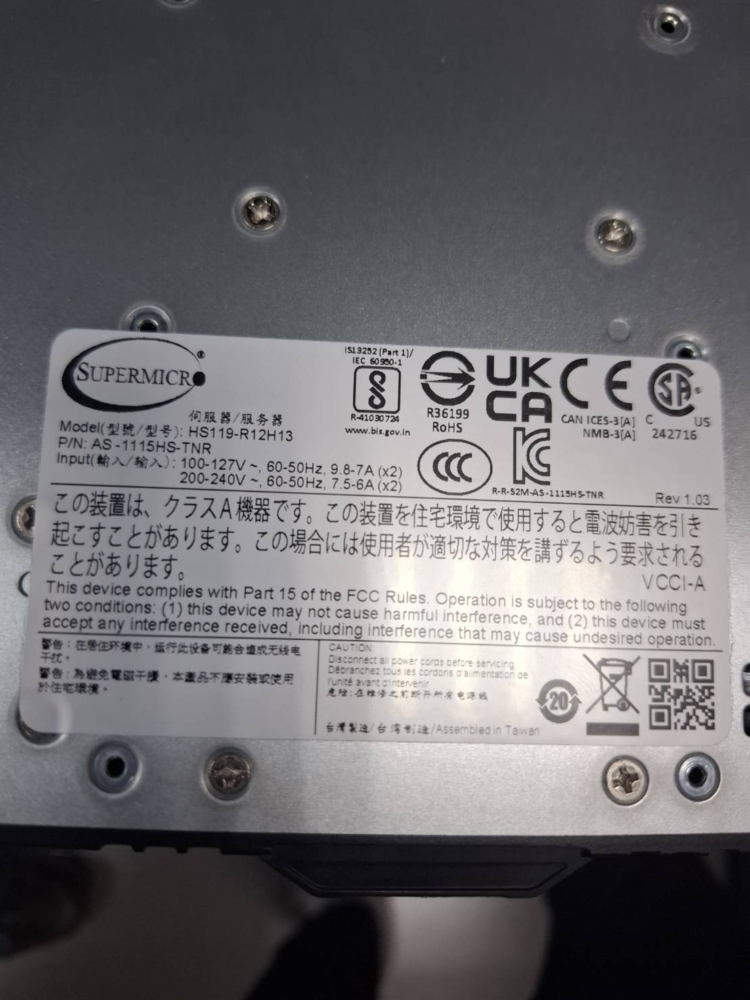 SUPERMICRO®
IS13252 (Part 1)/
IEC 60950-1
R-41030724
www.bis.gov.in
R36199
RoHS
UK
CA
CE
CAN ICES-3[A]
NMB-3[A]
SA®
C US
242716
伺服器/服务器
Model(型號/型号): HS119-R12H13
P/N: AS -1115HS-TNR
Input(輸入/输入): 100-127V ~, 60-50Hz, 9.8-7A (x2)
200-240V ~, 60-50Hz, 7.5-6A (x2)
CCC
KC
R-R-S2M-AS-1115HS-TNR
Rev 1.03
この装置は、クラスA機器です。この装置を住宅環境で使用すると電波妨害を引き
起こすことがあります。この場合には使用者が適切な対策を講ずるよう要求される
ことがあります。
VCCI-A
This device complies with Part 15 of the FCC Rules. Operation is subject to the following
two conditions: (1) this device may not cause harmful interference, and (2) this device must
accept any interference received, including interference that may cause undesired operation.
警告：在居住环境中，运行此设备可能会造成无线电
干扰。
警告：為避免電磁干擾，本產品不應安裝或使用
於住宅環境。
CAUTION:
Disconnect all power cords before servicing
Débranchez tous les cordons d'alimentation de
l'unité avant d'intervenir
危险:在维修之前断开所有电源线
台灣製造/台湾制造/Assembled in Taiwan
20